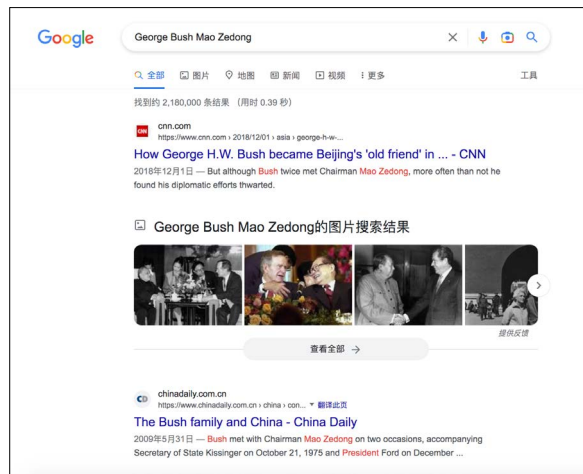 Google
George Bush Mao Zedong
全部 图片 地图 新闻 视频 更多 工具
找到约 2,180,000 条结果 （用时 0.39 秒）
CNN
cnn.com
https://www.cnn.com › 2018/12/01 › asia › george-h-w-...
How George H.W. Bush became Beijing's 'old friend' in ... - CNN
2018年12月1日 — But although Bush twice met Chairman Mao Zedong, more often than not he
found his diplomatic efforts thwarted.
George Bush Mao Zedong的图片搜索结果
提供反馈
查看全部 →
CD
chinadaily.com.cn
https://www.chinadaily.com.cn › china › con... 翻译此页
The Bush family and China - China Daily
2009年5月31日 — Bush met with Chairman Mao Zedong on two occasions, accompanying
Secretary of State Kissinger on October 21, 1975 and President Ford on December ...